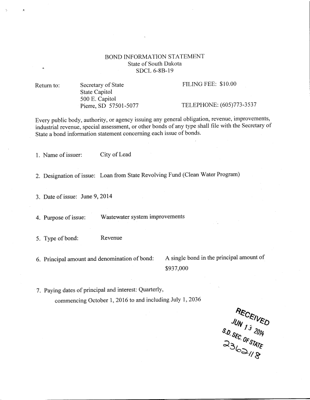 BOND INFORMATION STATEMENT
State of South Dakota
SDCL 6-8B-19
Return to: Secretary of State FILING FEE: $10.00
State Capitol
500 E. Capitol
Pierre, SD 57501-5077 TELEPHONE: (605)773-3537
Every public body, authority, or agency issuing any general obligation, revenue, improvements,
industrial revenue, special assessment, or other bonds of any type shall file with the Secretary of
State a bond information statement concerning each issue of bonds.
1. Name of issuer: City of Lead
2. Designation of issue: Loan from State Revolving Fund (Clean Water Program)
3. Date of issue: June 9, 2014
4. Purpose of issue: Wastewater system improvements
5. Type of bond: Revenue
6. Principal amount and denomination of bond: A single bond in the principal amount of
$937,000
7. Paying dates of principal and interest: Quarterly,
commencing October 1, 2016 to and including July 1, 2036
RECEIVED
JUN 13 2014
S.D. SEC. OF STATE
2362118